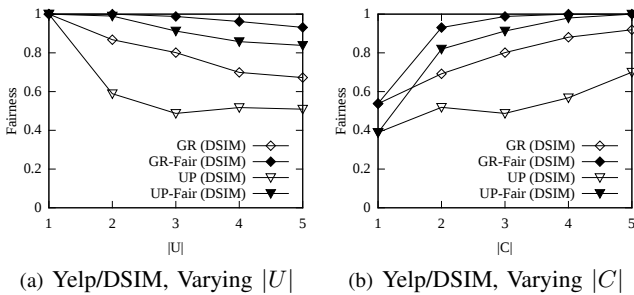 1
0.8
0.6
0.4
0.2
0
Fairness
GR (DSIM)
GR-Fair (DSIM)
UP (DSIM)
UP-Fair (DSIM)
1 2 3 4 5
|U|
(a) Yelp/DSIM, Varying |U|
1
0.8
0.6
0.4
0.2
0
Fairness
GR (DSIM)
GR-Fair (DSIM)
UP (DSIM)
UP-Fair (DSIM)
1 2 3 4 5
|C|
(b) Yelp/DSIM, Varying |C|